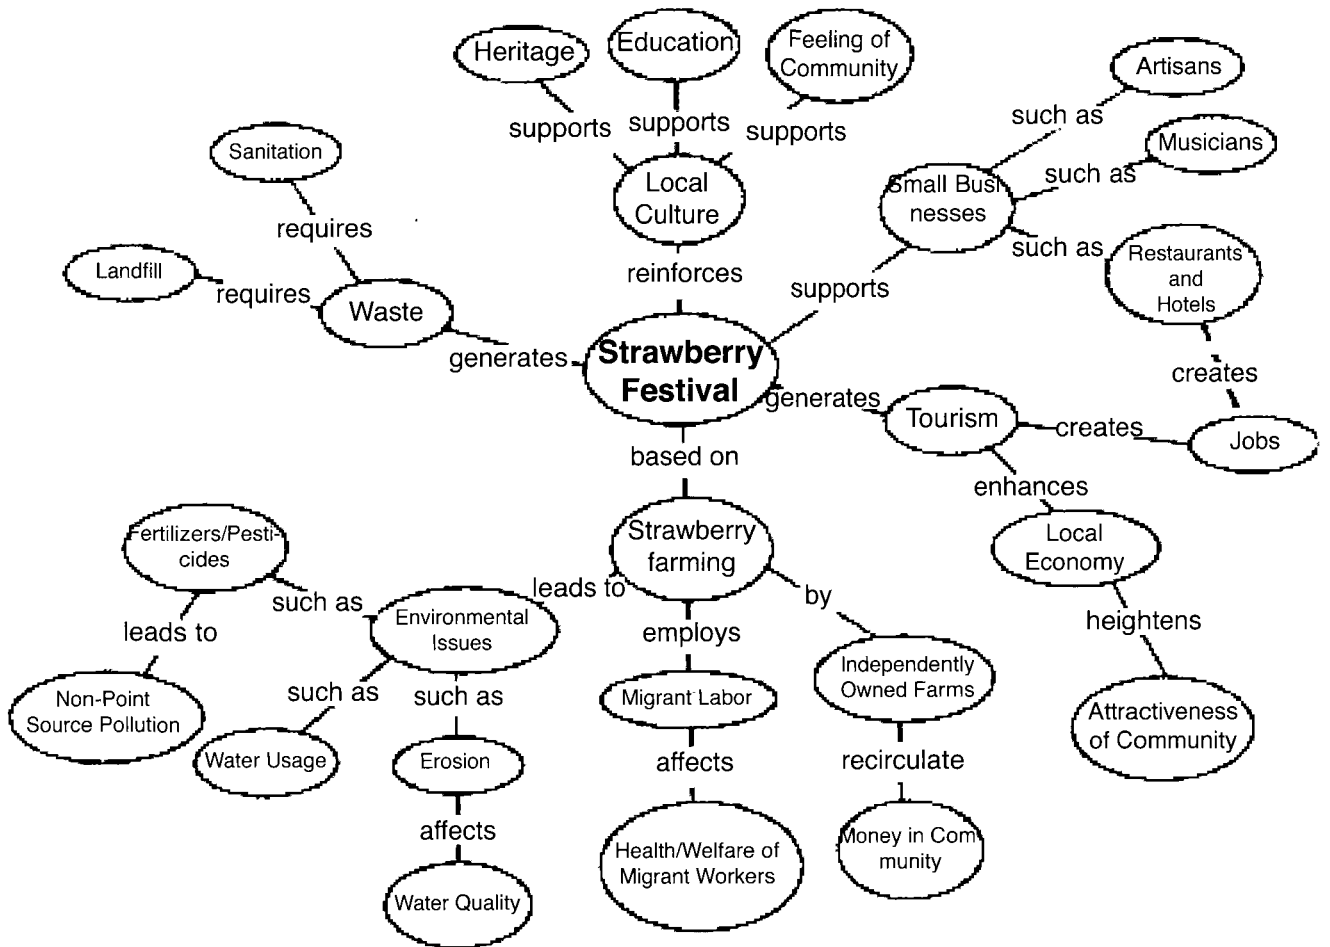 Heritage
Education
Feeling of
Community
Artisans
supports
supports
supports
such as
Musicians
Sanitation
such as
Local
Culture
Small Busi
nesses
requires
such as
Restaurants
and
Hotels
Landfill
requires
reinforces
supports
Waste
generates
Strawberry
Festival
creates
generates
Tourism
creates
Jobs
based on
enhances
Fertilizers/Pesti-
cides
Strawberry
farming
Local
Economy
leads to
by
such as
Environmental
Issues
employs
heightens
leads to
Independently
Owned Farms
such as
such as
Migrant Labor
Non-Point
Source Pollution
Attractiveness
of Community
Water Usage
Erosion
affects
recirculate
affects
Health/Welfare of
Migrant Workers
Money in Com
munity
Water Quality